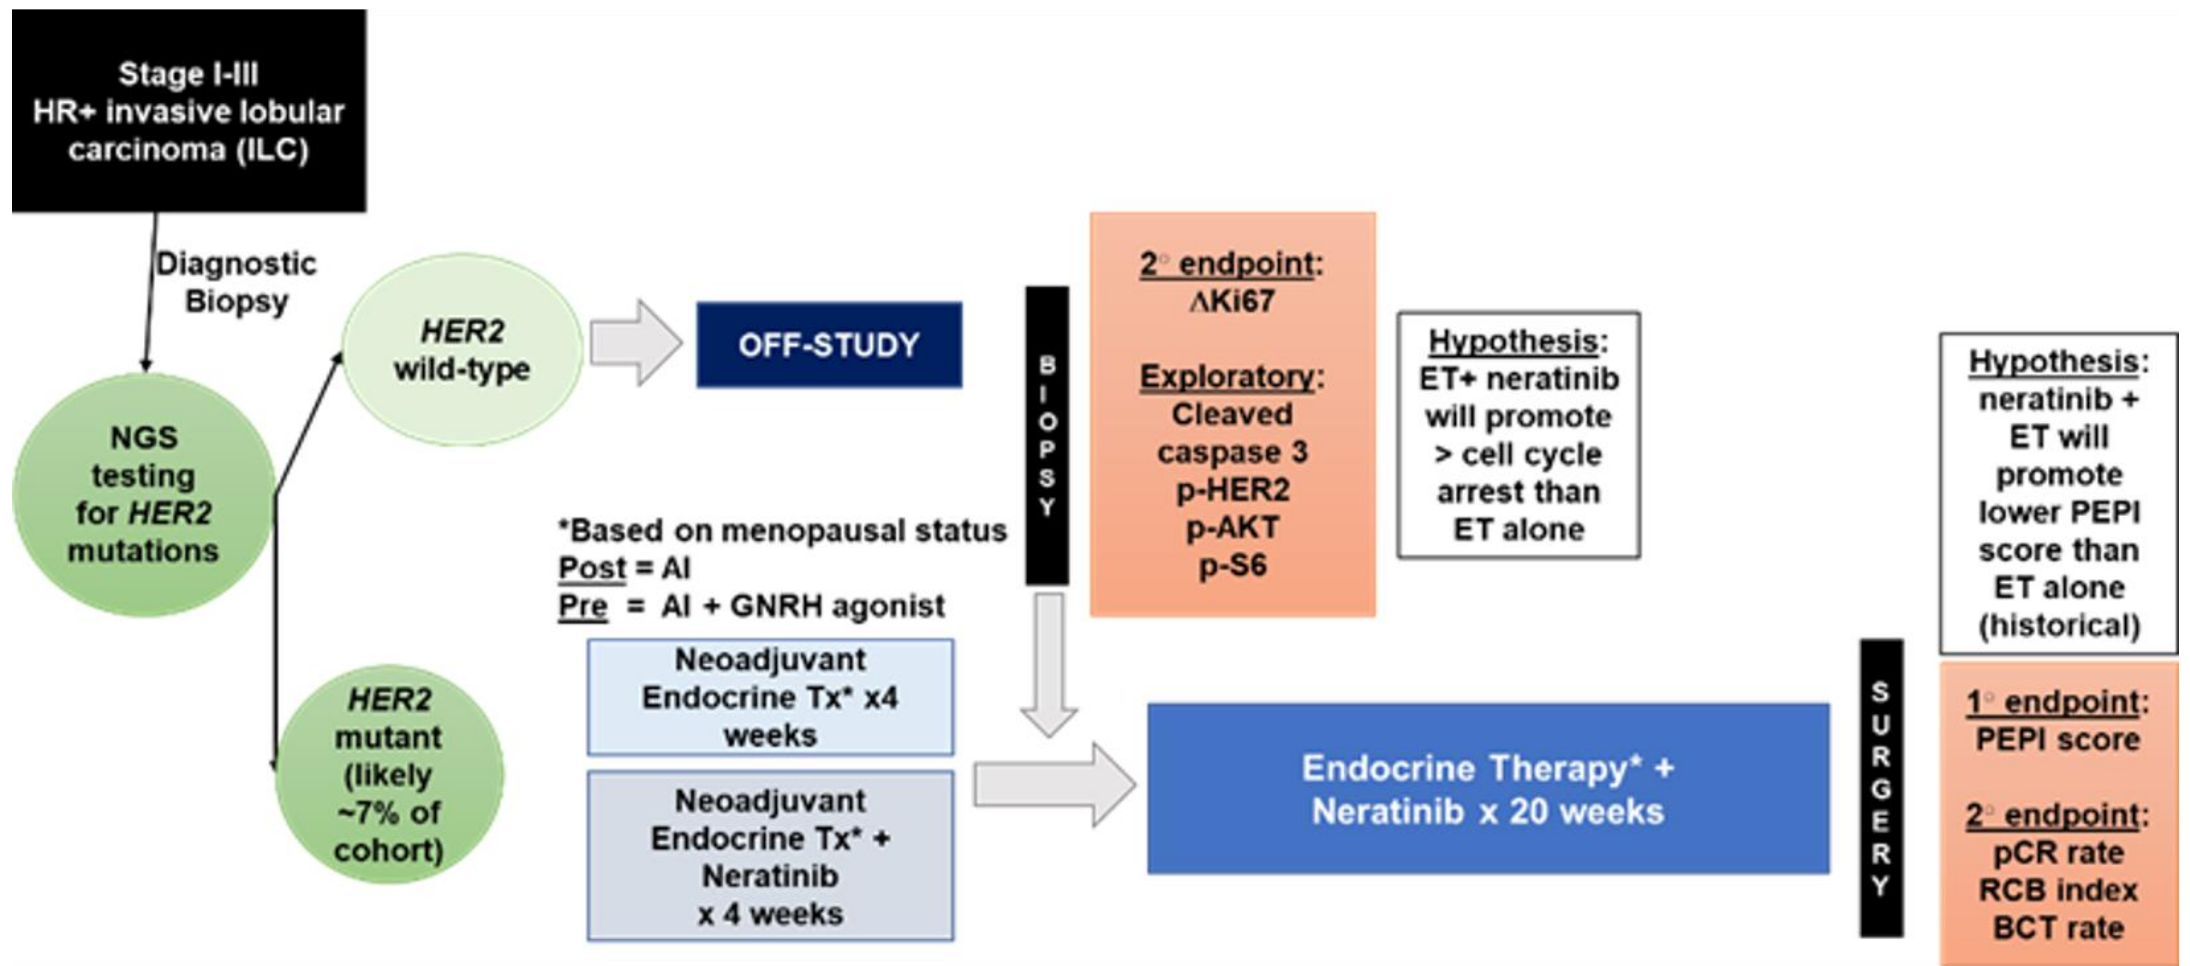 Stage I-III
HR+ invasive lobular
carcinoma (ILC)
Diagnostic
Biopsy
NGS
testing
for HER2
mutations
HER2
wild-type
OFF-STUDY
HER2
mutant
(likely
~7% of
cohort)
*Based on menopausal status
Post = AI
Pre = AI + GNRH agonist
Neoadjuvant
Endocrine Tx* x4
weeks
Neoadjuvant
Endocrine Tx* +
Neratinib
x 4 weeks
BIOPSY
2° endpoint:
ΔKi67
Exploratory:
Cleaved
caspase 3
p-HER2
p-AKT
p-S6
Hypothesis:
ET+ neratinib
will promote
> cell cycle
arrest than
ET alone
Endocrine Therapy* +
Neratinib x 20 weeks
SURGERY
Hypothesis:
neratinib +
ET will
promote
lower PEPI
score than
ET alone
(historical)
1° endpoint:
PEPI score
2° endpoint:
pCR rate
RCB index
BCT rate